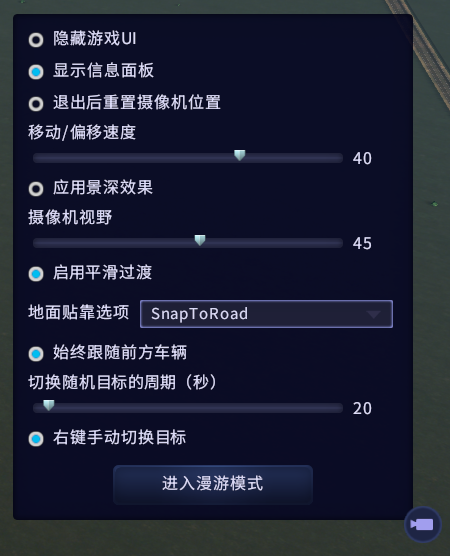 隐藏游戏UI
显示信息面板
退出后重置摄像机位置
移动/偏移速度
40
应用景深效果
摄像机视野
45
启用平滑过渡
地面贴靠选项 SnapToRoad
始终跟随前方车辆
切换随机目标的周期（秒）
20
右键手动切换目标
进入漫游模式